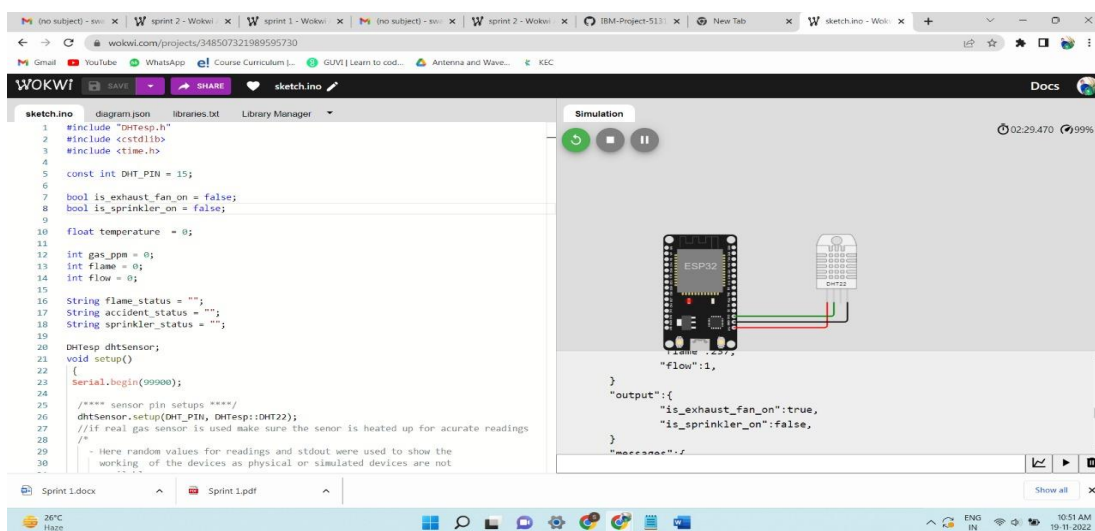 (no subject) - swe
sprint 2 - Wokwi
sprint 1 - Wokwi
(no subject) - swe
sprint 2 - Wokwi
IBM-Project-5131
New Tab
sketch.ino - Wok
wokwi.com/projects/348507321989595730
Gmail YouTube WhatsApp Course Curriculum |... GUVI | Learn to cod... Antenna and Wave... KEC
WOKWI SAVE SHARE sketch.ino Docs
sketch.ino diagram.json libraries.txt Library Manager
1 #include "DHTesp.h"
2 #include <cstdlib>
3 #include <time.h>
4
5 const int DHT_PIN = 15;
6
7 bool is_exhaust_fan_on = false;
8 bool is_sprinkler_on = false;
9
10 float temperature = 0;
11
12 int gas_ppm = 0;
13 int flame = 0;
14 int flow = 0;
15
16 String flame_status = "";
17 String accident_status = "";
18 String sprinkler_status = "";
19
20 DHTesp dhtSensor;
21 void setup()
22 {
23 Serial.begin(99900);
24
25 /**** sensor pin setups ****/
26 dhtSensor.setup(DHT_PIN, DHTesp::DHT22);
27 //if real gas sensor is used make sure the senor is heated up for acurate readings
28 /*
29 - Here random values for readings and stdout were used to show the
30 working of the devices as physical or simulated devices are not
Simulation
02:29.470 99%
ESP32
DHT22
"flame":237,
"flow":1,
}
"output":{
"is_exhaust_fan_on":true,
"is_sprinkler_on":false,
}
"messages":{
Sprint 1.docx
Sprint 1.pdf
Show all
26°C
Haze
ENG
IN
10:51 AM
19-11-2022